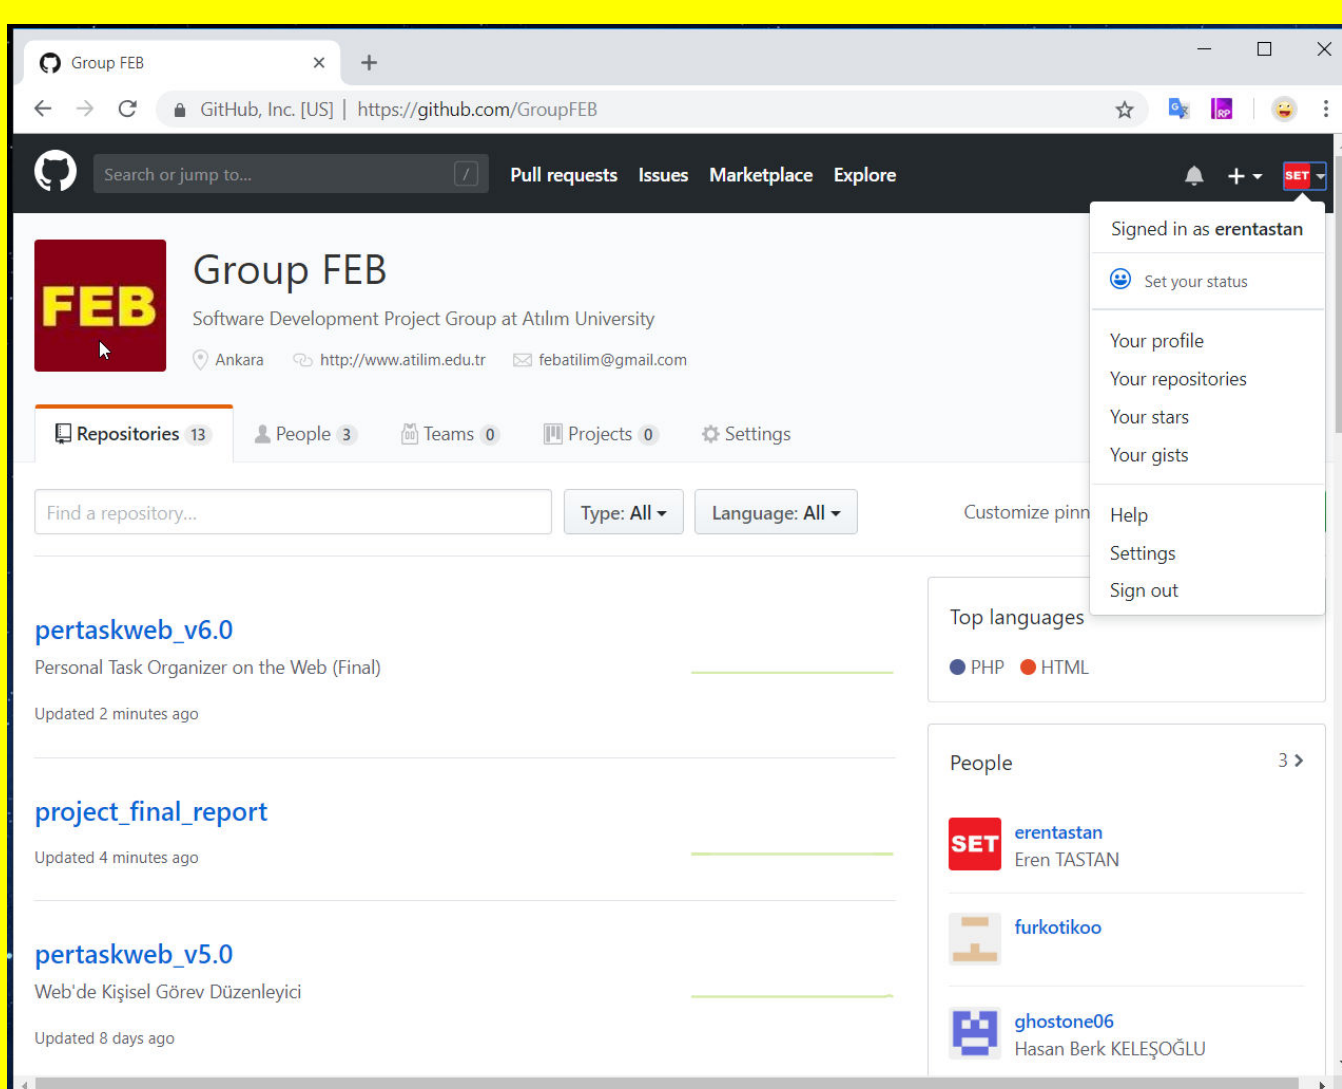 Group FEB
GitHub, Inc. [US] | https://github.com/GroupFEB
RP
Search or jump to... /
Pull requests Issues Marketplace Explore
SET
Signed in as erentastan
Set your status
Your profile
Your repositories
Your stars
Your gists
Help
Settings
Sign out
FEB
Group FEB
Software Development Project Group at Atılım University
Ankara http://www.atilim.edu.tr febatilim@gmail.com
Repositories 13 People 3 Teams 0 Projects 0 Settings
Find a repository... Type: All Language: All Customize pinn
pertaskweb_v6.0
Personal Task Organizer on the Web (Final)
Updated 2 minutes ago
project_final_report
Updated 4 minutes ago
pertaskweb_v5.0
Web'de Kişisel Görev Düzenleyici
Updated 8 days ago
Top languages
PHP HTML
People 3
SET
erentastan
Eren TASTAN
furkotikoo
ghostone06
Hasan Berk KELEŞOĞLU